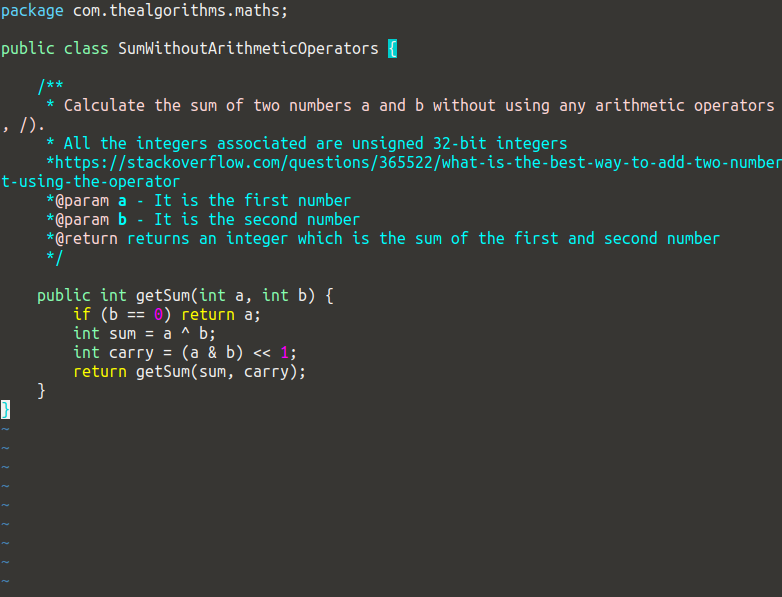 package com.thealgorithms.maths;

public class SumWithoutArithmeticOperators {

    /**
     * Calculate the sum of two numbers a and b without using any arithmetic operators
, /).
     * All the integers associated are unsigned 32-bit integers
     *https://stackoverflow.com/questions/365522/what-is-the-best-way-to-add-two-number
t-using-the-operator
     *@param a - It is the first number
     *@param b - It is the second number
     *@return returns an integer which is the sum of the first and second number
     */

    public int getSum(int a, int b) {
        if (b == 0) return a;
        int sum = a ^ b;
        int carry = (a & b) << 1;
        return getSum(sum, carry);
    }
}
~
~
~
~
~
~
~
~
~